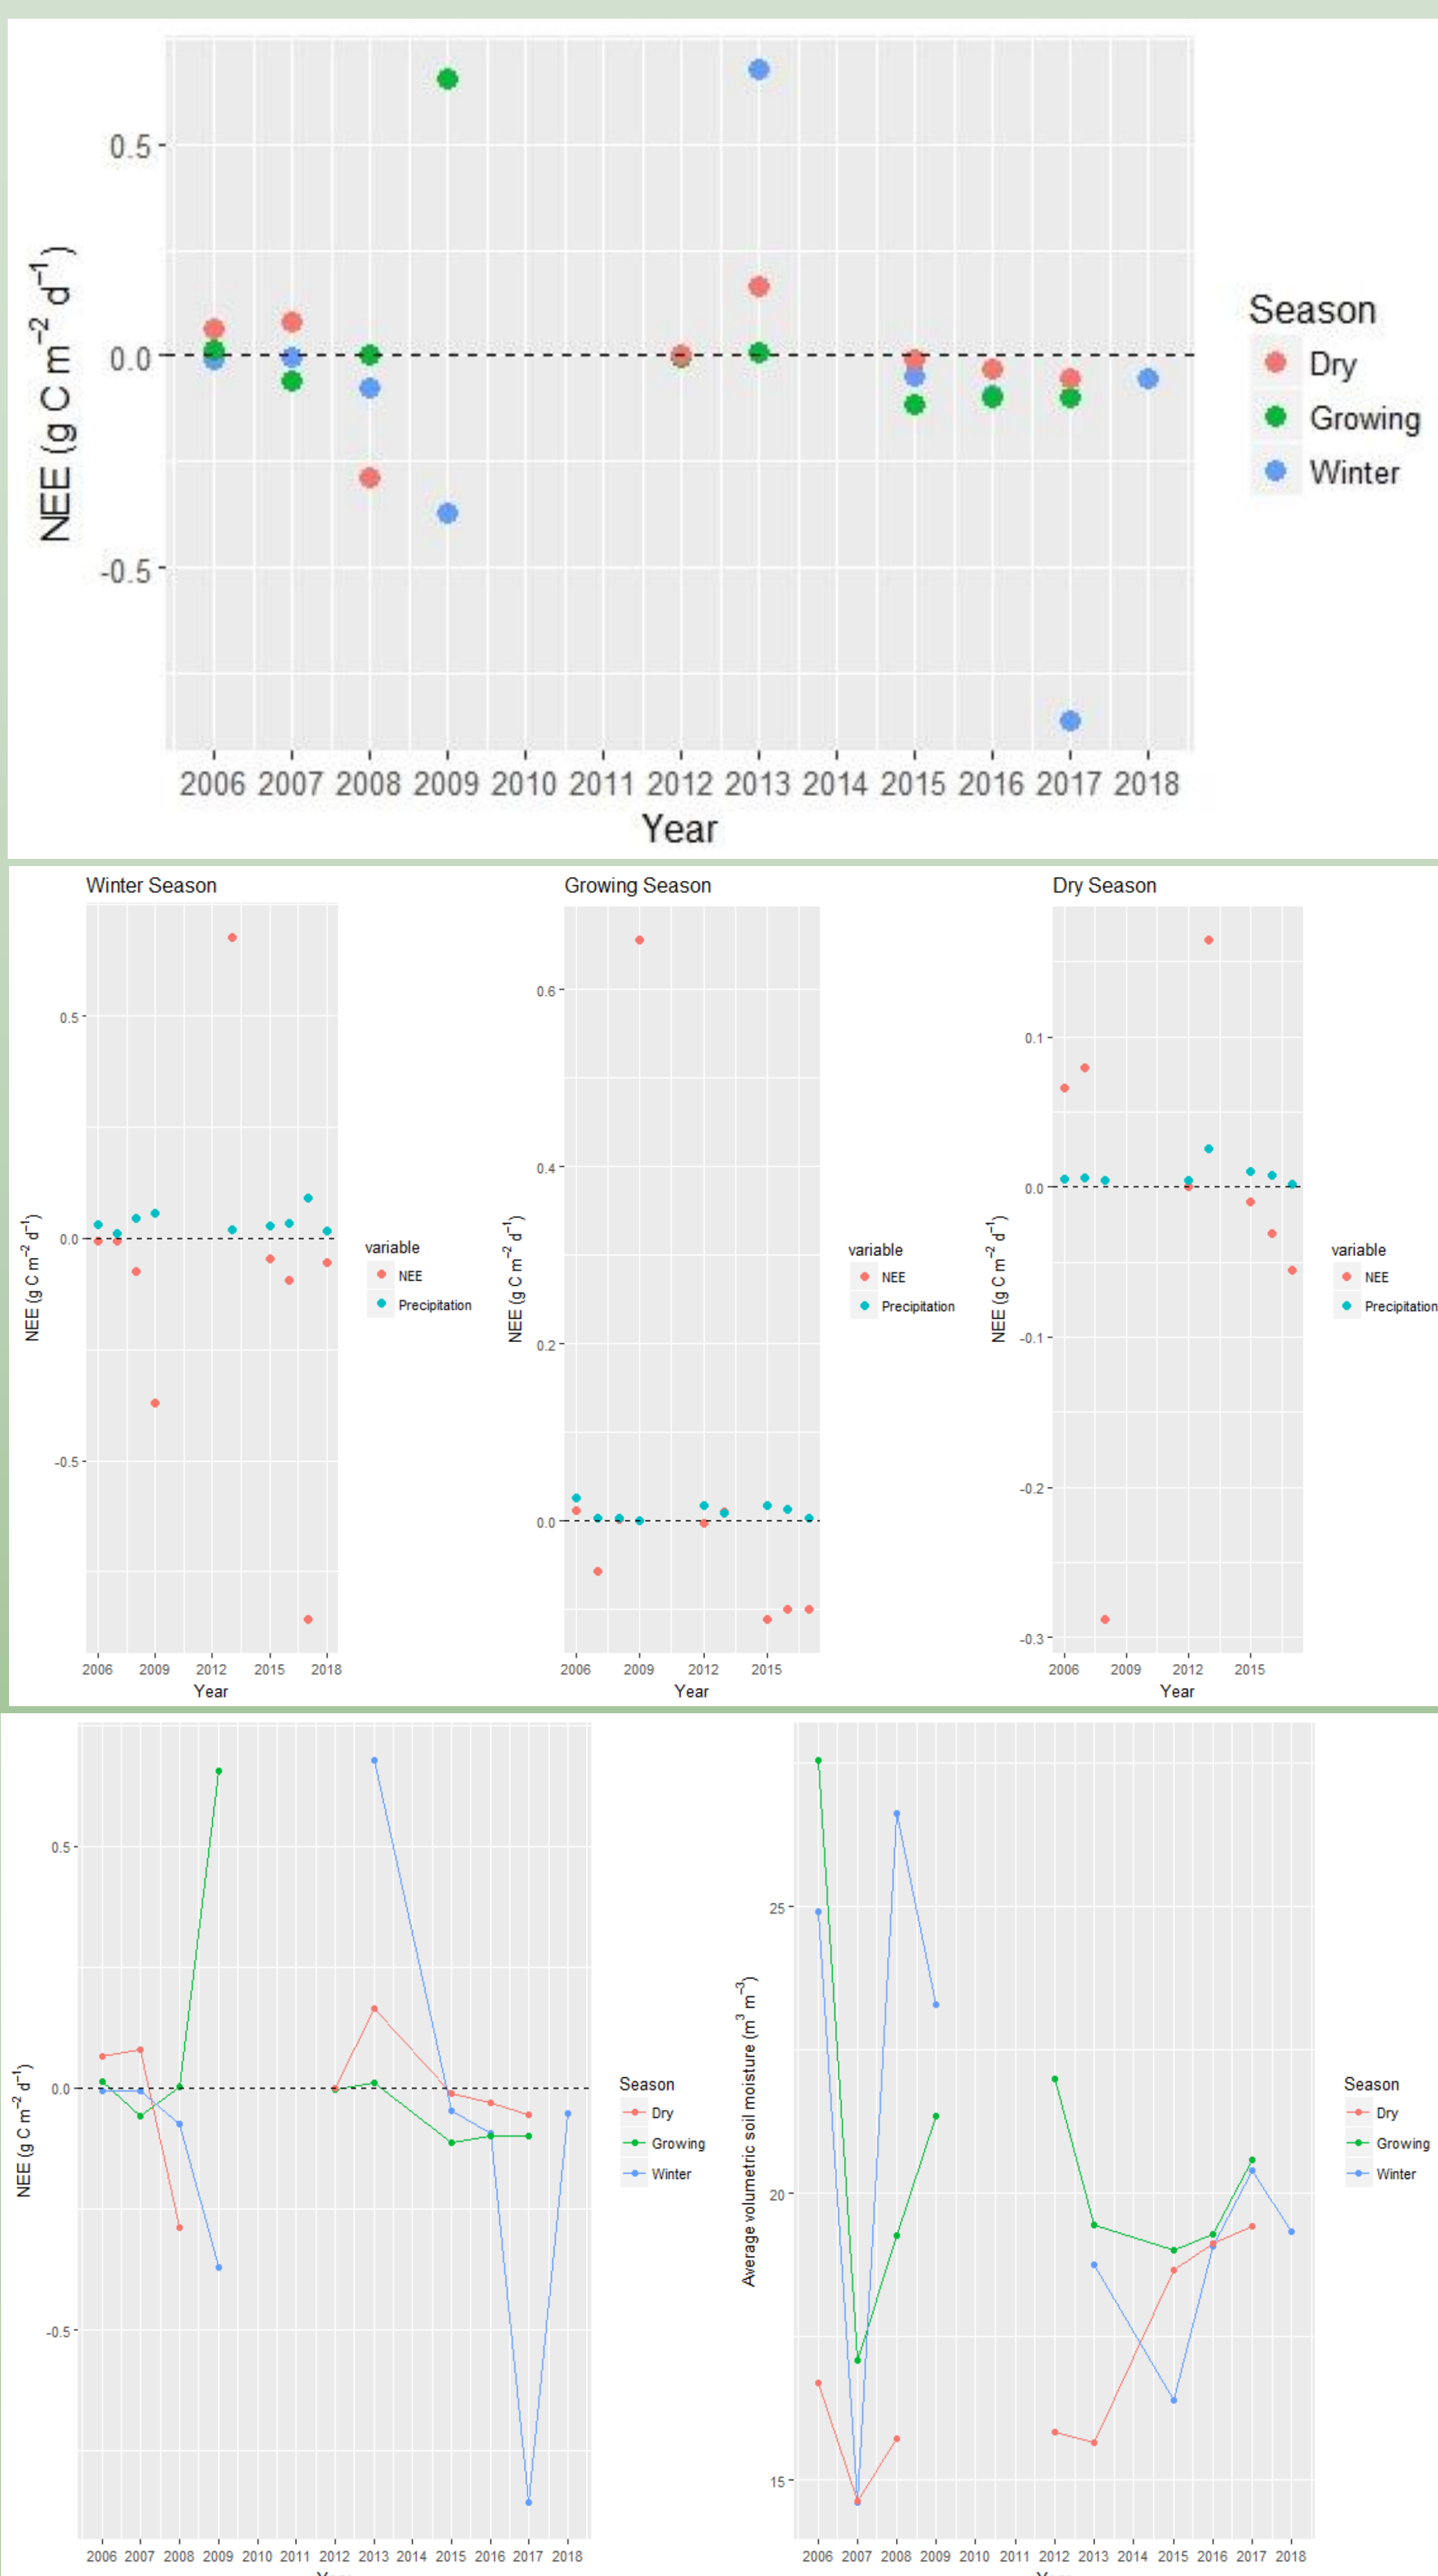 0.5
0.0
-0.5
NEE (g C m⁻² d⁻¹)
2006 2007 2008 2009 2010 2011 2012 2013 2014 2015 2016 2017 2018
Year
Season
Dry
Growing
Winter
Winter Season
0.5
0.0
-0.5
NEE (g C m⁻² d⁻¹)
2006 2009 2012 2015 2018
Year
variable
NEE
Precipitation
Growing Season
0.6
0.4
0.2
0.0
NEE (g C m⁻² d⁻¹)
2006 2009 2012 2015
Year
variable
NEE
Precipitation
Dry Season
0.1
0.0
-0.1
-0.2
-0.3
NEE (g C m⁻² d⁻¹)
2006 2009 2012 2015
Year
variable
NEE
Precipitation
0.5
0.0
-0.5
NEE (g C m⁻² d⁻¹)
2006 2007 2008 2009 2010 2011 2012 2013 2014 2015 2016 2017 2018
Season
Dry
Growing
Winter
25
20
15
Average volumetric soil moisture (m³ m⁻³)
2006 2007 2008 2009 2010 2011 2012 2013 2014 2015 2016 2017 2018
Season
Dry
Growing
Winter